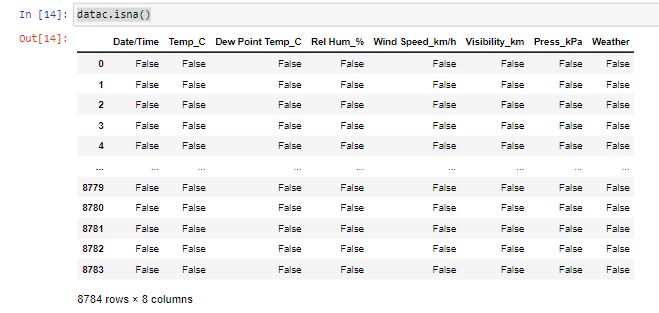 In [14]: datac.isna()
Out[14]:
Date/Time Temp_C Dew Point Temp_C Rel Hum_% Wind Speed_km/h Visibility_km Press_kPa Weather
0 False False False False False False False False
1 False False False False False False False False
2 False False False False False False False False
3 False False False False False False False False
4 False False False False False False False False
... ... ... ... ... ... ... ... ...
8779 False False False False False False False False
8780 False False False False False False False False
8781 False False False False False False False False
8782 False False False False False False False False
8783 False False False False False False False False
8784 rows × 8 columns